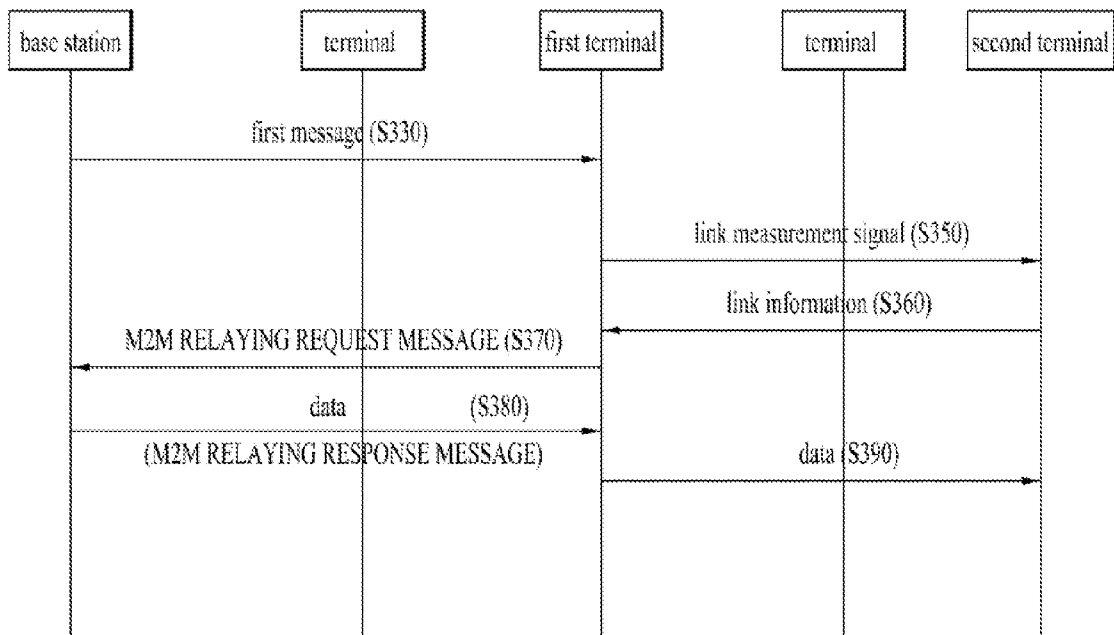 base station
terminal
first terminal
terminal
second terminal
first message (S330)
link measurement signal (S350)
link information (S360)
M2M RELAYING REQUEST MESSAGE (S370)
data (S380)
(M2M RELAYING RESPONSE MESSAGE)
data (S390)